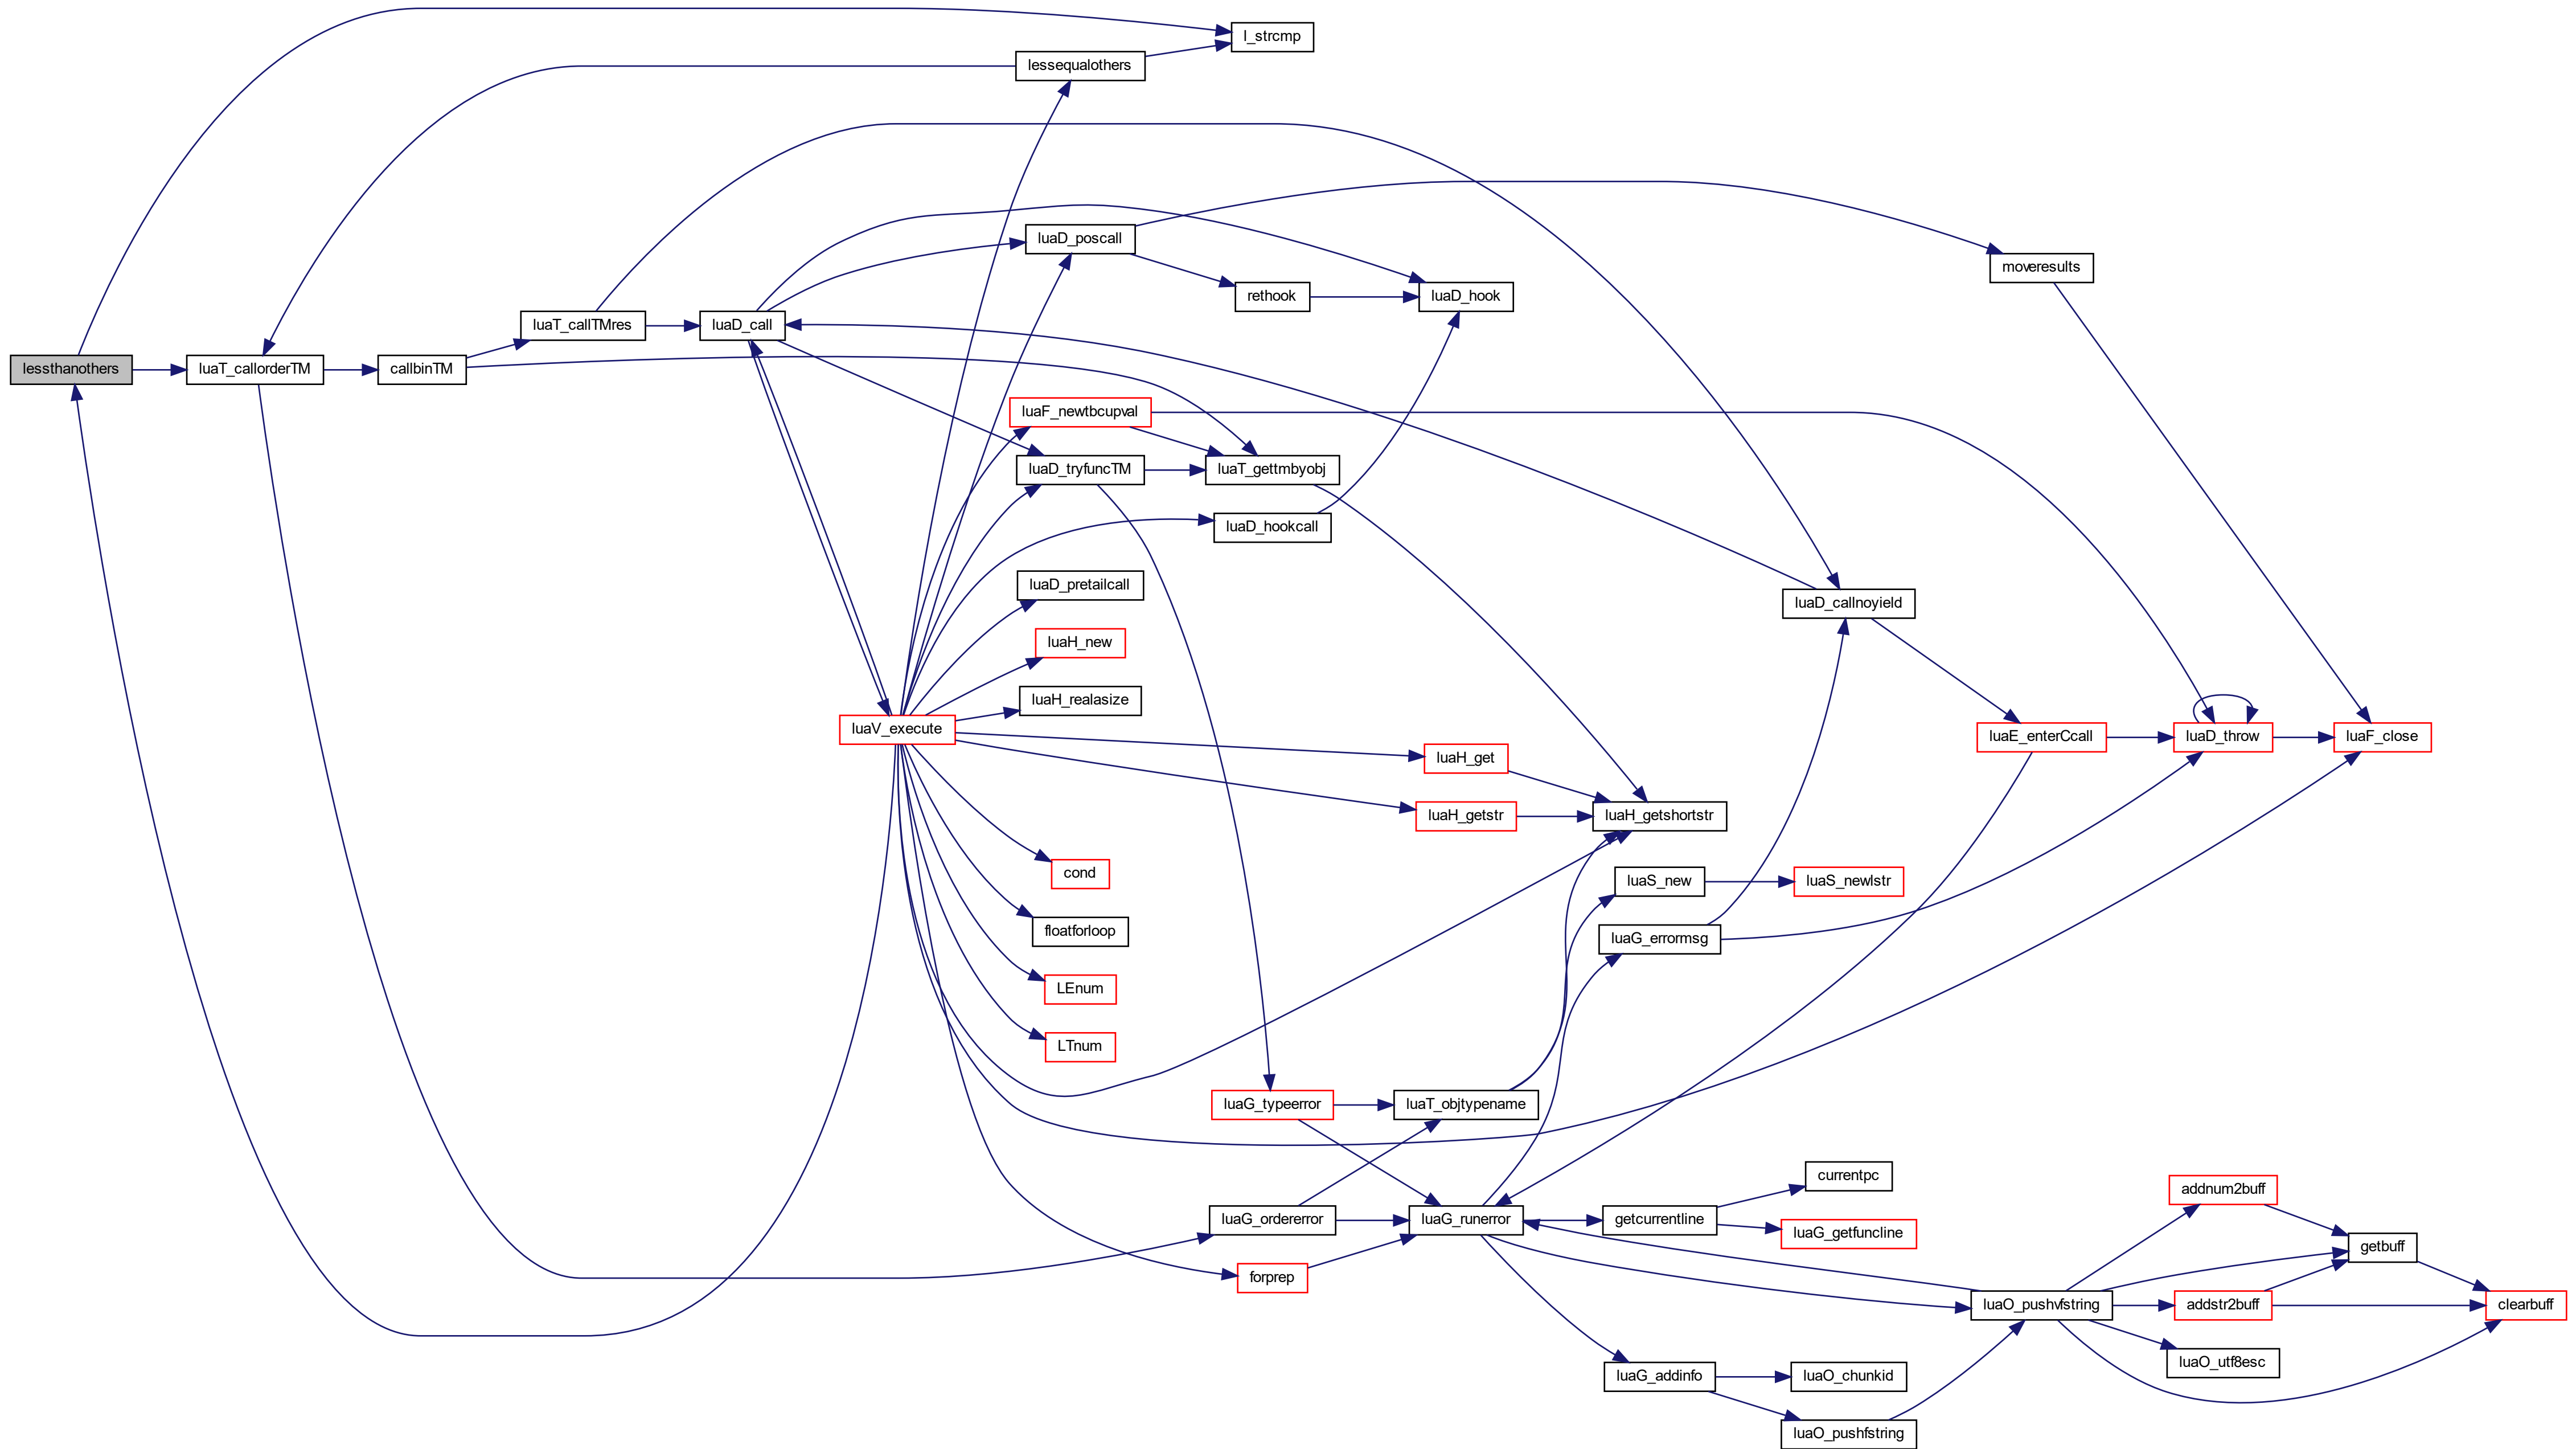 l_strcmp
lessequalothers
luaD_poscall
moveresults
rethook
luaD_hook
luaT_callTMres
luaD_call
lessthanothers
luaT_callorderTM
callbinTM
luaF_newtbcupval
luaD_tryfuncTM
luaT_gettmbyobj
luaD_hookcall
luaD_pretailcall
luaD_callnoyield
luaH_new
luaH_realasize
luaV_execute
luaE_enterCcall
luaD_throw
luaF_close
luaH_get
luaH_getstr
luaH_getshortstr
cond
luaS_new
luaS_newlstr
floatforloop
luaG_errormsg
LEnum
LTnum
luaG_typeerror
luaT_objtypename
currentpc
addnum2buff
luaG_ordererror
luaG_runerror
getcurrentline
luaG_getfuncline
getbuff
forprep
luaO_pushvfstring
addstr2buff
clearbuff
luaO_utf8esc
luaG_addinfo
luaO_chunkid
luaO_pushfstring